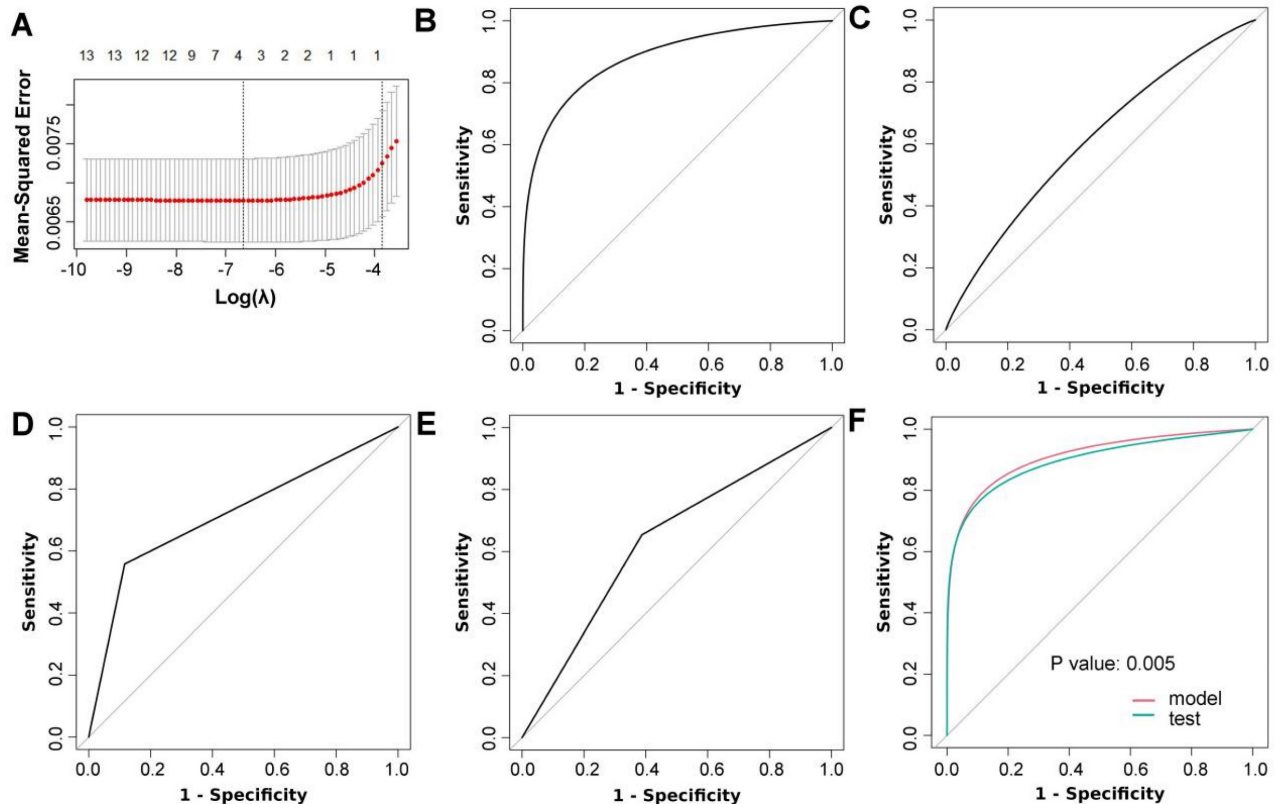 A
13 13 12 12 9 7 4 3 2 2 1 1 1
Mean-Squared Error
0.0075
0.0065
-10 -9 -8 -7 -6 -5 -4
Log(λ)
B
Sensitivity
1.0
0.8
0.6
0.4
0.2
0.0
0.0 0.2 0.4 0.6 0.8 1.0
1 - Specificity
C
Sensitivity
1.0
0.8
0.6
0.4
0.2
0.0
0.0 0.2 0.4 0.6 0.8 1.0
1 - Specificity
D
Sensitivity
1.0
0.8
0.6
0.4
0.2
0.0
0.0 0.2 0.4 0.6 0.8 1.0
1 - Specificity
E
Sensitivity
1.0
0.8
0.6
0.4
0.2
0.0
0.0 0.2 0.4 0.6 0.8 1.0
1 - Specificity
F
Sensitivity
1.0
0.8
0.6
0.4
0.2
0.0
P value: 0.005
model
test
0.0 0.2 0.4 0.6 0.8 1.0
1 - Specificity